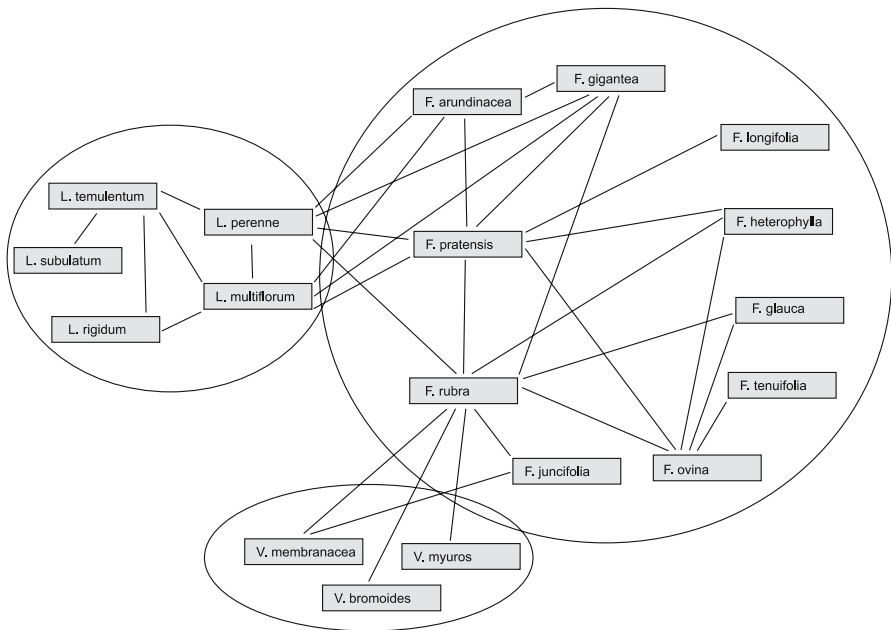 F. gigantea
F. arundinacea
F. longifolia
L. temulentum
L. perenne
F. heterophylla
F. pratensis
L. subulatum
L. multiflorum
F. glauca
L. rigidum
F. rubra
F. tenuifolia
F. juncifolia
F. ovina
V. membranacea
V. myuros
V. bromoides